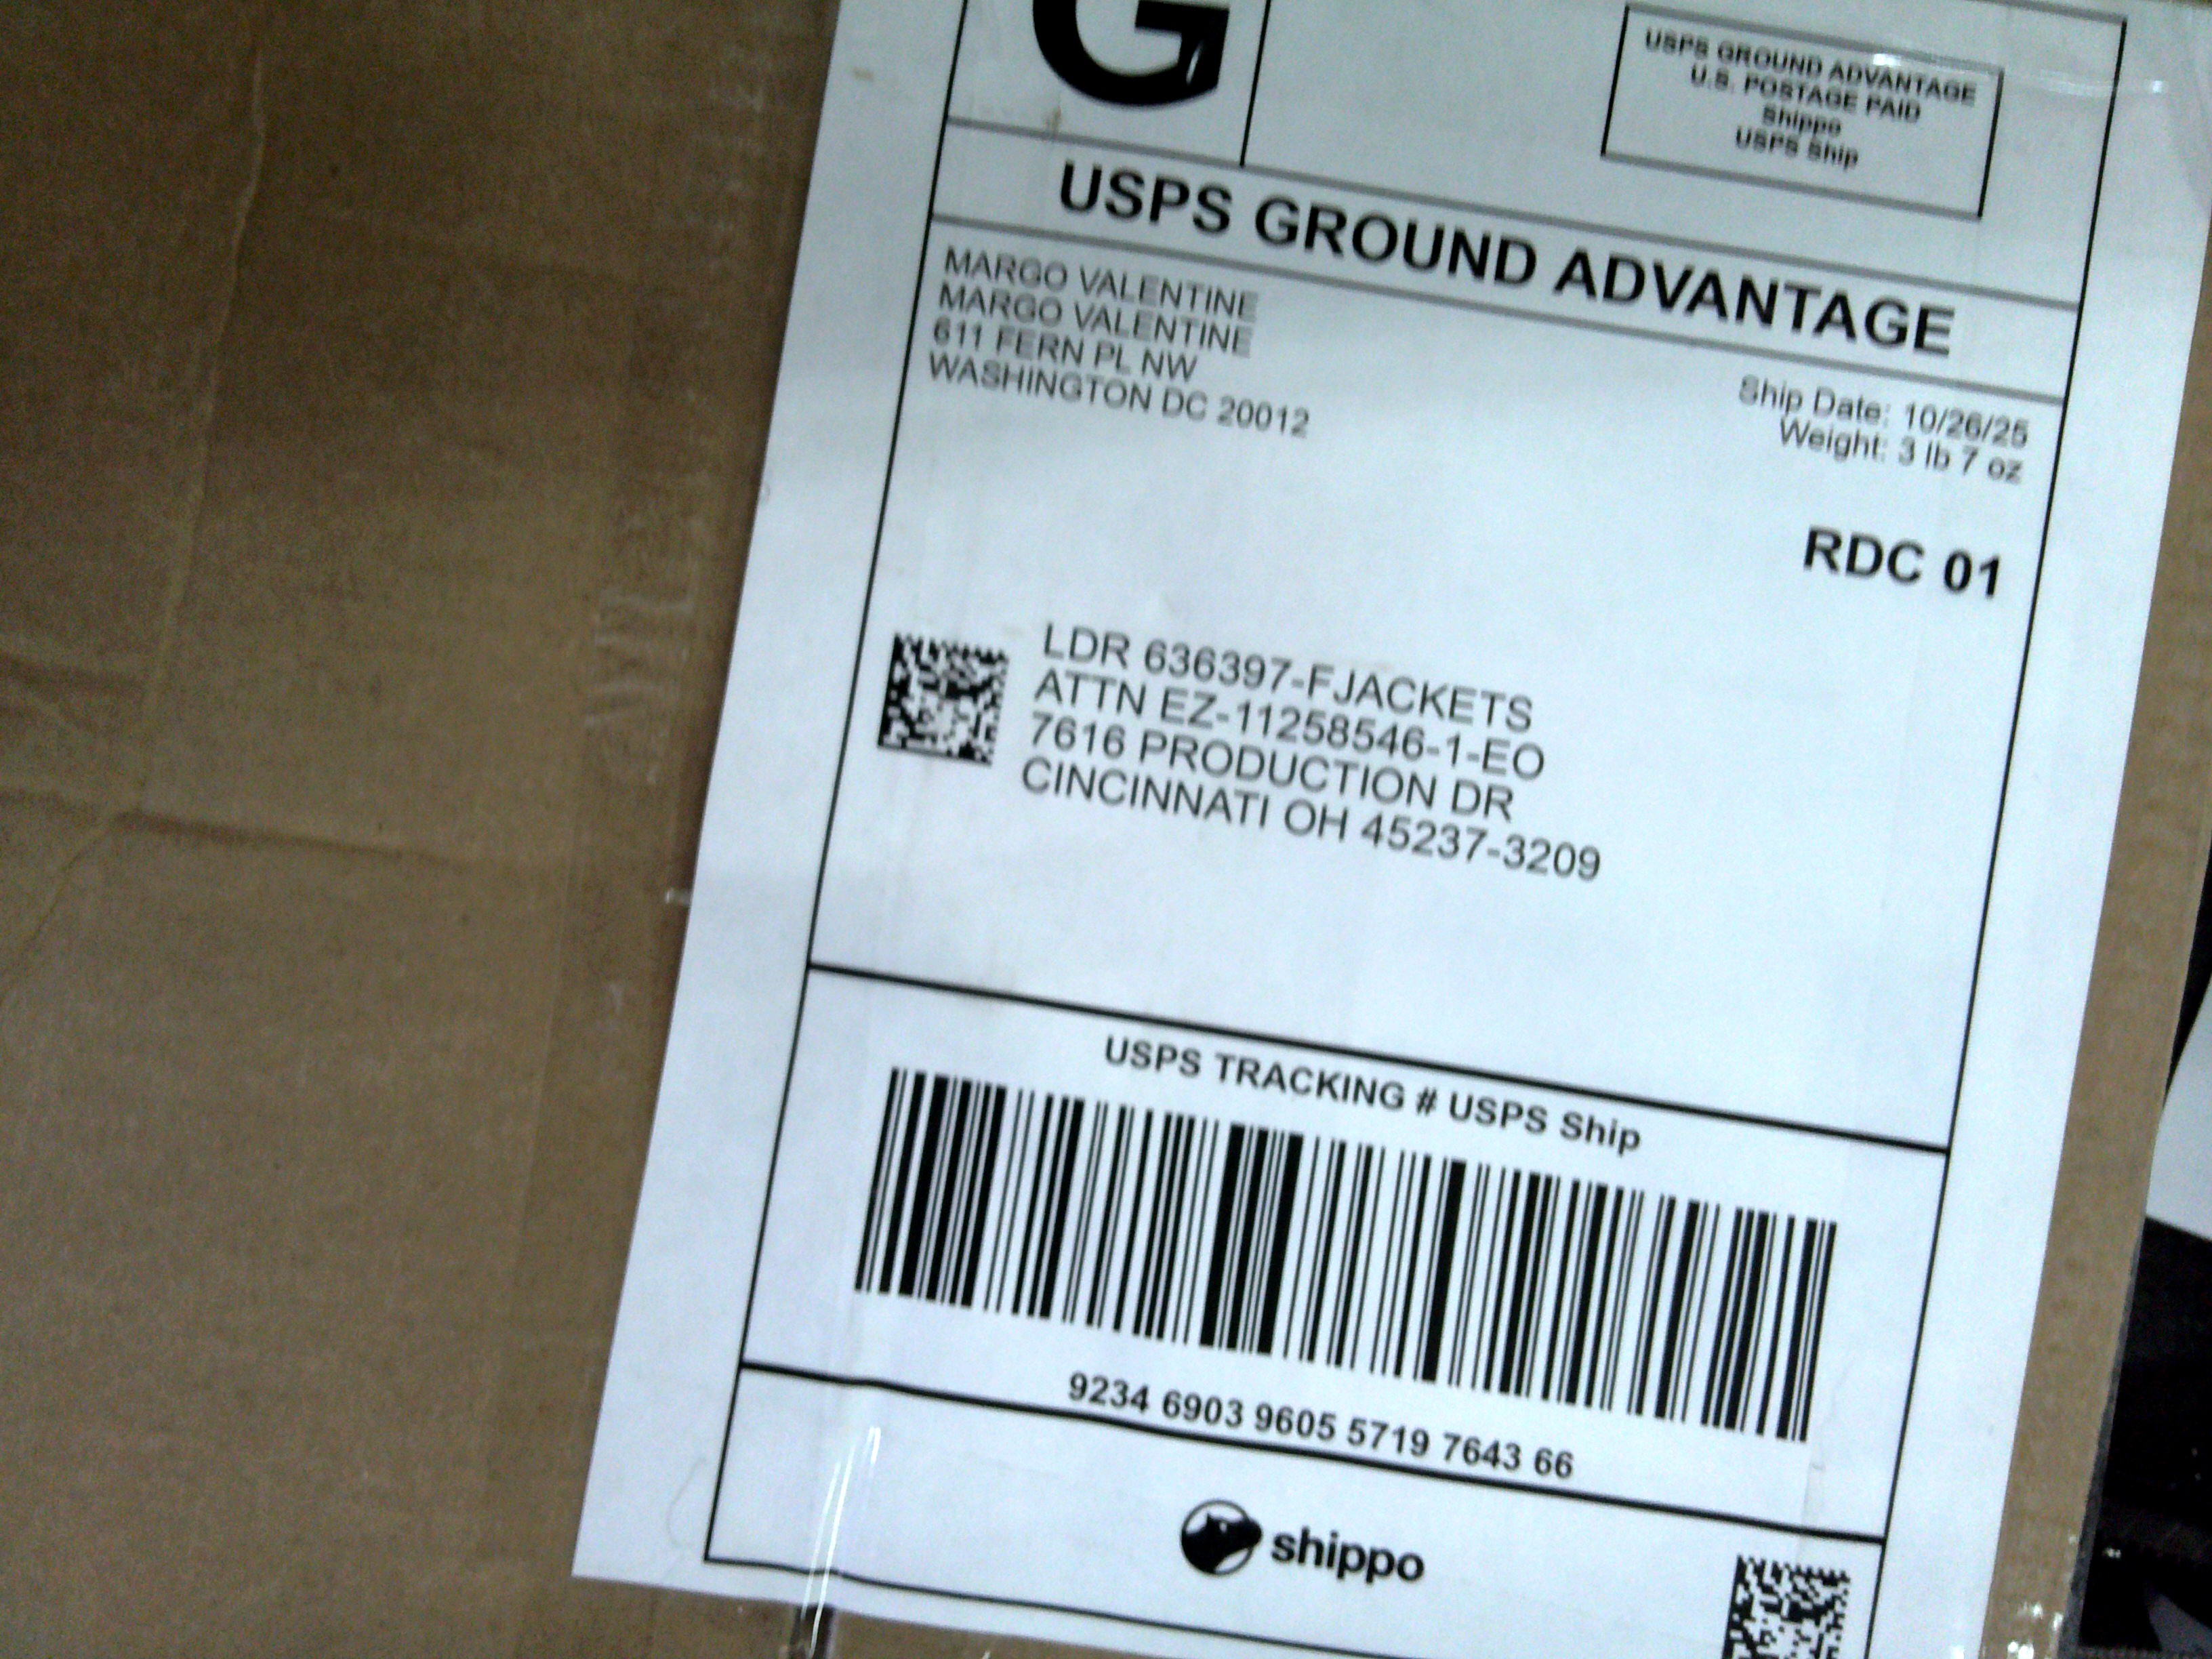 G
USPS GROUND ADVANTAGE
U.S. POSTAGE PAID
Shippo
USPS Ship
USPS GROUND ADVANTAGE
MARGO VALENTINE
MARGO VALENTINE
611 FERN PL NW
WASHINGTON DC 20012
Ship Date: 10/26/25
Weight: 3 lb 7 oz
RDC 01
LDR 636397-FJACKETS
ATTN EZ-11258546-1-EO
7616 PRODUCTION DR
CINCINNATI OH 45237-3209
USPS TRACKING # USPS Ship
9234 6903 9605 5719 7643 66
shippo